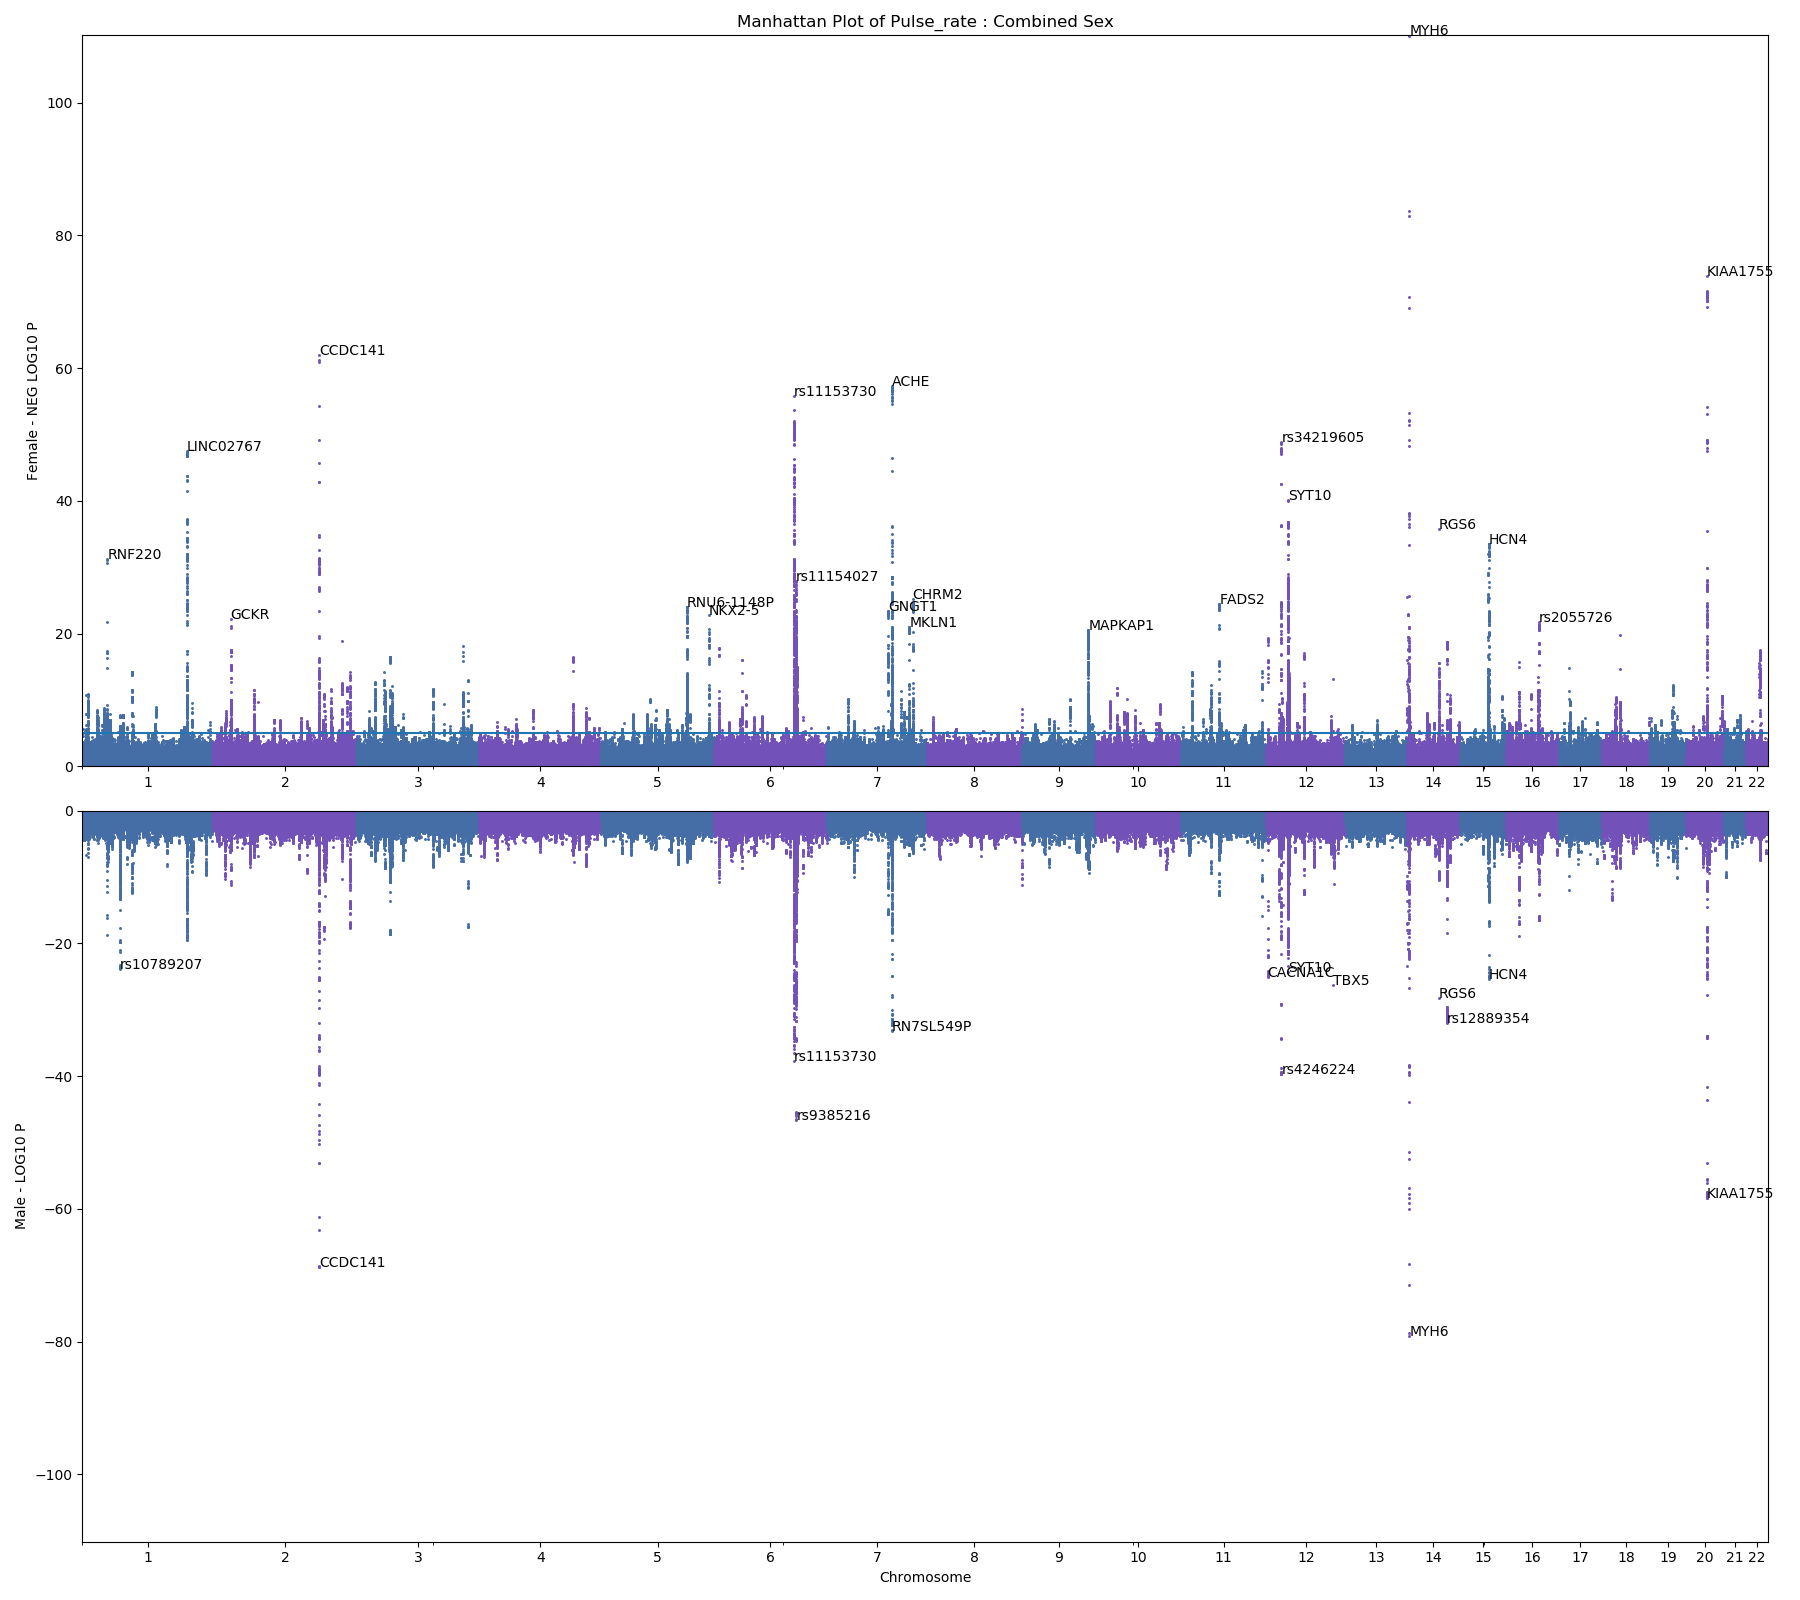 Manhattan Plot of Pulse_rate : Combined Sex
MYH6
100
80
KIAA1755
Female - NEG LOG10 P
60
CCDC141
ACHE
rs11153730
LINC02767
rs34219605
40
SYT10
RGS6
HCN4
RNF220
rs11154027
CHRM2
RNU6-1148P
NKX2-5
GNGT1
FADS2
GCKR
MKLN1
MAPKAP1
rs2055726
20
0
1 2 3 4 5 6 7 8 9 10 11 12 13 14 15 16 17 18 19 20 21 22
0
−20
rs10789207
SYT10
CACNA1C
TBX5
HCN4
RGS6
rs12889354
RN7SL549P
rs11153730
−40
rs4246224
rs9385216
Male - LOG10 P
−60
KIAA1755
CCDC141
−80
MYH6
−100
1 2 3 4 5 6 7 8 9 10 11 12 13 14 15 16 17 18 19 20 21 22
Chromosome